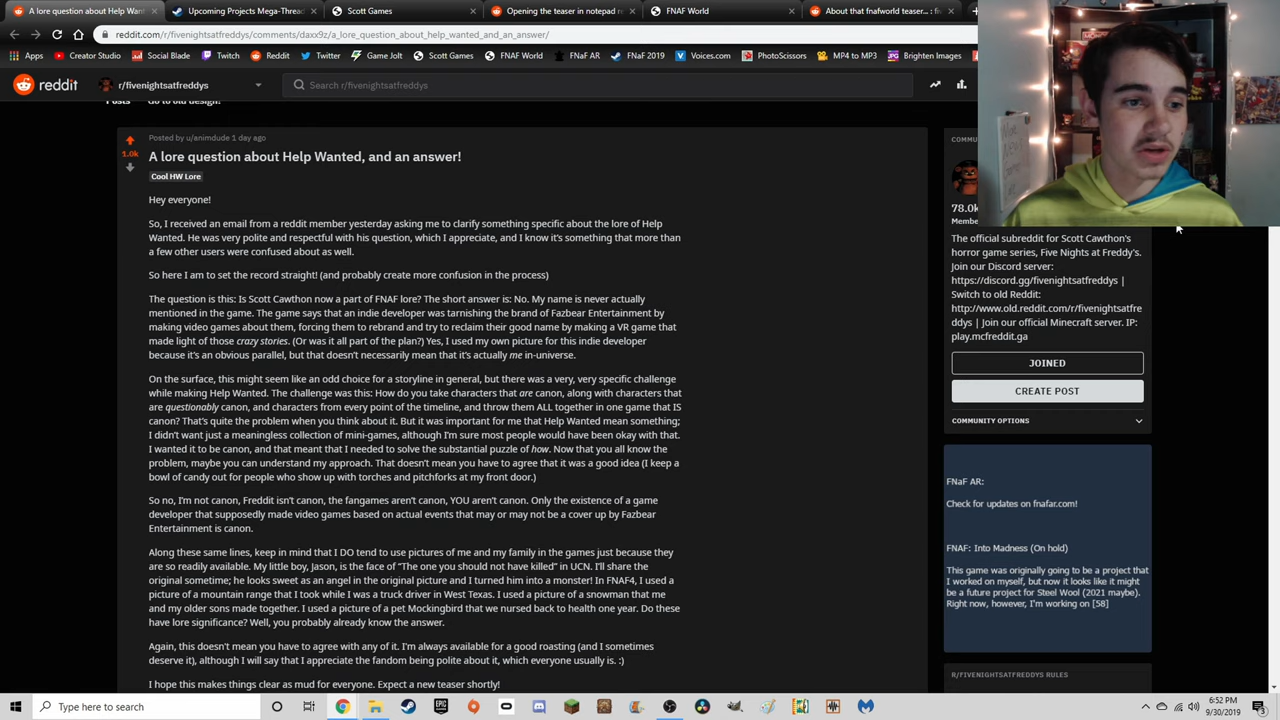 A lore question about Help Wan
Upcoming Projects Mega-Thread
Scott Games
Opening the teaser in notepad re
FNAF World
About that fnafworld teaser... :
reddit.com/r/fivenightsatfreddys/comments/daxx9z/a_lore_question_about_help_wanted_and_an_answer/
Apps
Creator Studio
Social Blade
Twitch
Reddit
Twitter
Game Jolt
Scott Games
FNAF World
FNaF AR
FNAF 2019
Voices.com
PhotoScissors
MP4 to MP3
Brighten Images
reddit
r/fivenightsatfreddys
Search r/fivenightsatfreddys
Posts
Go to old design!
Posted by u/animdude 1 day ago
1.0k
A lore question about Help Wanted, and an answer!
Cool HW Lore
Hey everyone!
So, I received an email from a reddit member yesterday asking me to clarify something specific about the lore of Help
Wanted. He was very polite and respectful with his question, which I appreciate, and I know it's something that more than
a few other users were confused about as well.
So here I am to set the record straight! (and probably create more confusion in the process)
The question is this: Is Scott Cawthon now a part of FNAF lore? The short answer is: No. My name is never actually
mentioned in the game. The game says that an indie developer was tarnishing the brand of Fazbear Entertainment by
making video games about them, forcing them to rebrand and try to reclaim their good name by making a VR game that
made light of those crazy stories. (Or was it all part of the plan?) Yes, I used my own picture for this indie developer
because it's an obvious parallel, but that doesn't necessarily mean that it's actually me in-universe.
On the surface, this might seem like an odd choice for a storyline in general, but there was a very, very specific challenge
while making Help Wanted. The challenge was this: How do you take characters that are canon, along with characters that
are questionably canon, and characters from every point of the timeline, and throw them ALL together in one game that IS
canon? That's quite the problem when you think about it. But it was important for me that Help Wanted mean something;
I didn't want just a meaningless collection of mini-games, although I'm sure most people would have been okay with that.
I wanted it to be canon, and that meant that I needed to solve the substantial puzzle of how. Now that you all know the
problem, maybe you can understand my approach. That doesn't mean you have to agree that it was a good idea (I keep a
bowl of candy out for people who show up with torches and pitchforks at my front door.)
So no, I'm not canon, Freddit isn't canon, the fangames aren't canon, YOU aren't canon. Only the existence of a game
developer that supposedly made video games based on actual events that may or may not be a cover up by Fazbear
Entertainment is canon.
Along these same lines, keep in mind that I DO tend to use pictures of me and my family in the games just because they
are so readily available. My little boy, Jason, is the face of "The one you should not have killed" in UCN. I'll share the
original sometime; he looks sweet as an angel in the original picture and I turned him into a monster! In FNAF4, I used a
picture of a mountain range that I took while I was a truck driver in West Texas. I used a picture of a snowman that me
and my older sons made together. I used a picture of a pet Mockingbird that we nursed back to health one year. Do these
have lore significance? Well, you probably already know the answer.
Again, this doesn't mean you have to agree with any of it. I'm always available for a good roasting (and I sometimes
deserve it), although I will say that I appreciate the fandom being polite about it, which everyone usually is. :)
I hope this makes things clear as mud for everyone. Expect a new teaser shortly!
COMMU
78.0k
Membe
The official subreddit for Scott Cawthon's
horror game series, Five Nights at Freddy's.
Join our Discord server:
https://discord.gg/fivenightsatfreddys |
Switch to old Reddit:
http://www.old.reddit.com/r/fivenightsatfre
ddys | Join our official Minecraft server. IP:
play.mcfreddit.ga
JOINED
CREATE POST
COMMUNITY OPTIONS
FNaF AR:
Check for updates on fnafar.com!
FNAF: Into Madness (On hold)
This game was originally going to be a project that
I worked on myself, but now it looks like it might
be a future project for Steel Wool (2021 maybe).
Right now, however, I'm working on [58]
R/FIVENIGHTSATFREDDYS RULES
Type here to search
6:52 PM
9/30/2019